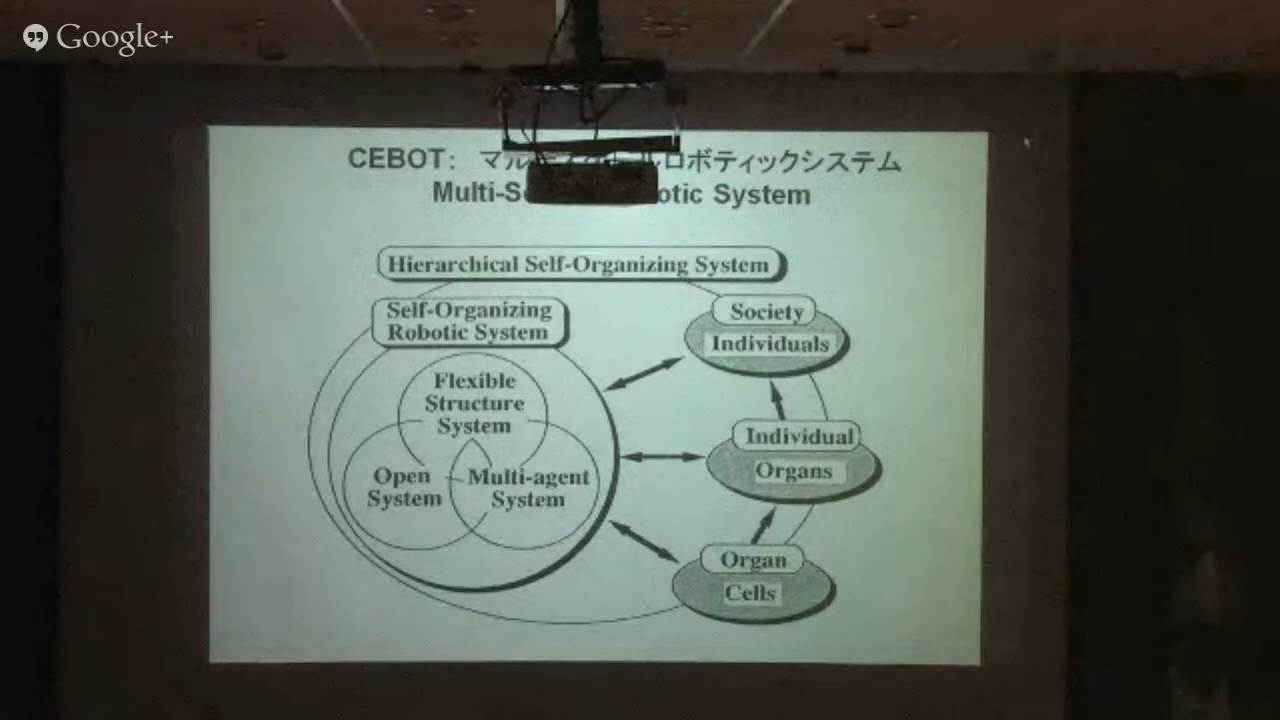 Google+
CEBOT: マル ルロボティックシステム
Multi-S otic System
Hierarchical Self-Organizing System
Self-Organizing
Robotic System
Society
Individuals
Flexible
Structure
System
Individual
Organs
Open
System
Multi-agent
System
Organ
Cells